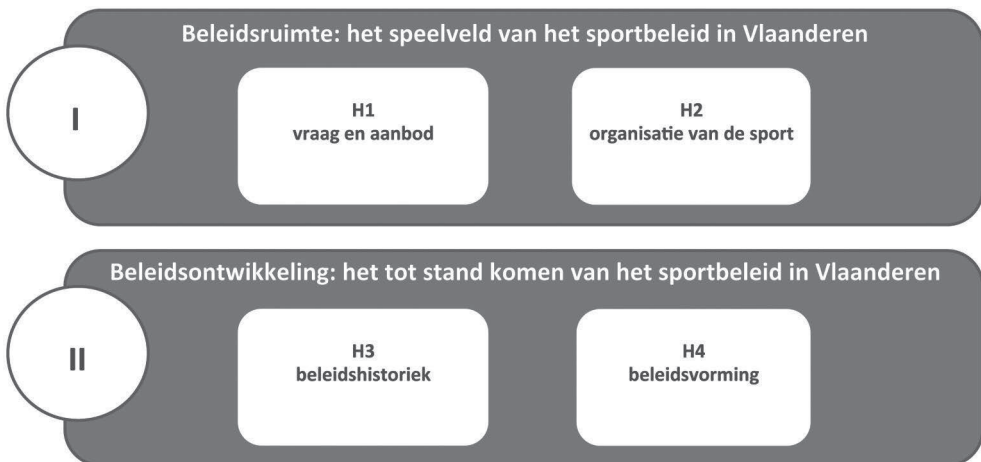 Beleidsruimte: het speelveld van het sportbeleid in Vlaanderen
I
H1
vraag en aanbod
H2
organisatie van de sport
Beleidsontwikkeling: het tot stand komen van het sportbeleid in Vlaanderen
II
H3
beleidshistoriek
H4
beleidsvorming